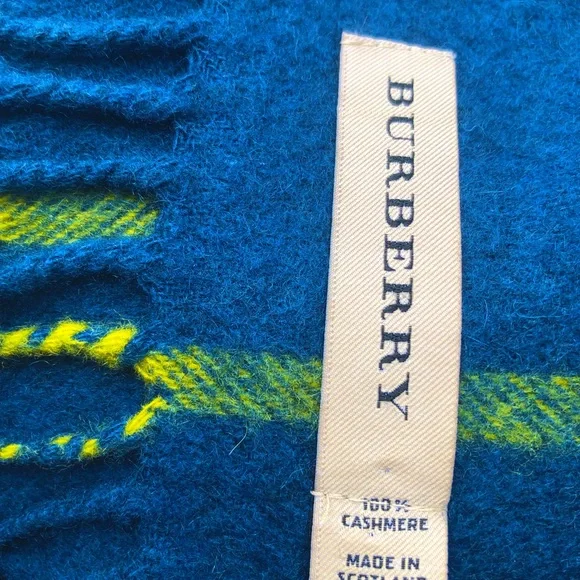 BURBERRY
100%
CASHMERE
MADE IN
SCOTLAND